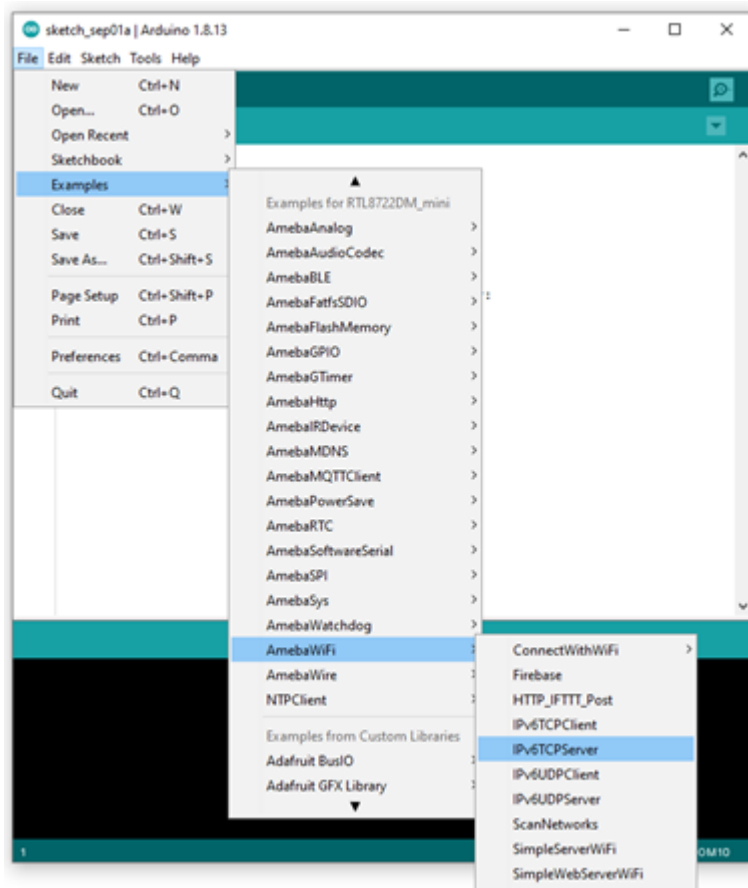 sketch_sep01a | Arduino 1.8.13
File Edit Sketch Tools Help
New Ctrl+N
Open... Ctrl+O
Open Recent
Sketchbook
Examples
Close Ctrl+W
Save Ctrl+S
Save As... Ctrl+Shift+S
Page Setup Ctrl+Shift+P
Print Ctrl+P
Preferences Ctrl+Comma
Quit Ctrl+Q
Examples for RTL8722DM_mini
AmebaAnalog
AmebaAudioCodec
AmebaBLE
AmebaFatfsSDIO
AmebaFlashMemory
AmebaGPIO
AmebaGTimer
AmebaHttp
AmebaIRDevice
AmebaMDNS
AmebaMQTTClient
AmebaPowerSave
AmebaRTC
AmebaSoftwareSerial
AmebaSPI
AmebaSys
AmebaWatchdog
AmebaWiFi
AmebaWire
NTPClient
Examples from Custom Libraries
Adafruit BusIO
Adafruit GFX Library
ConnectWithWiFi
Firebase
HTTP_IFTTT_Post
IPv6TCPClient
IPv6TCPServer
IPv6UDPClient
IPv6UDPServer
ScanNetworks
SimpleServerWiFi
SimpleWebServerWiFi
1
OM10